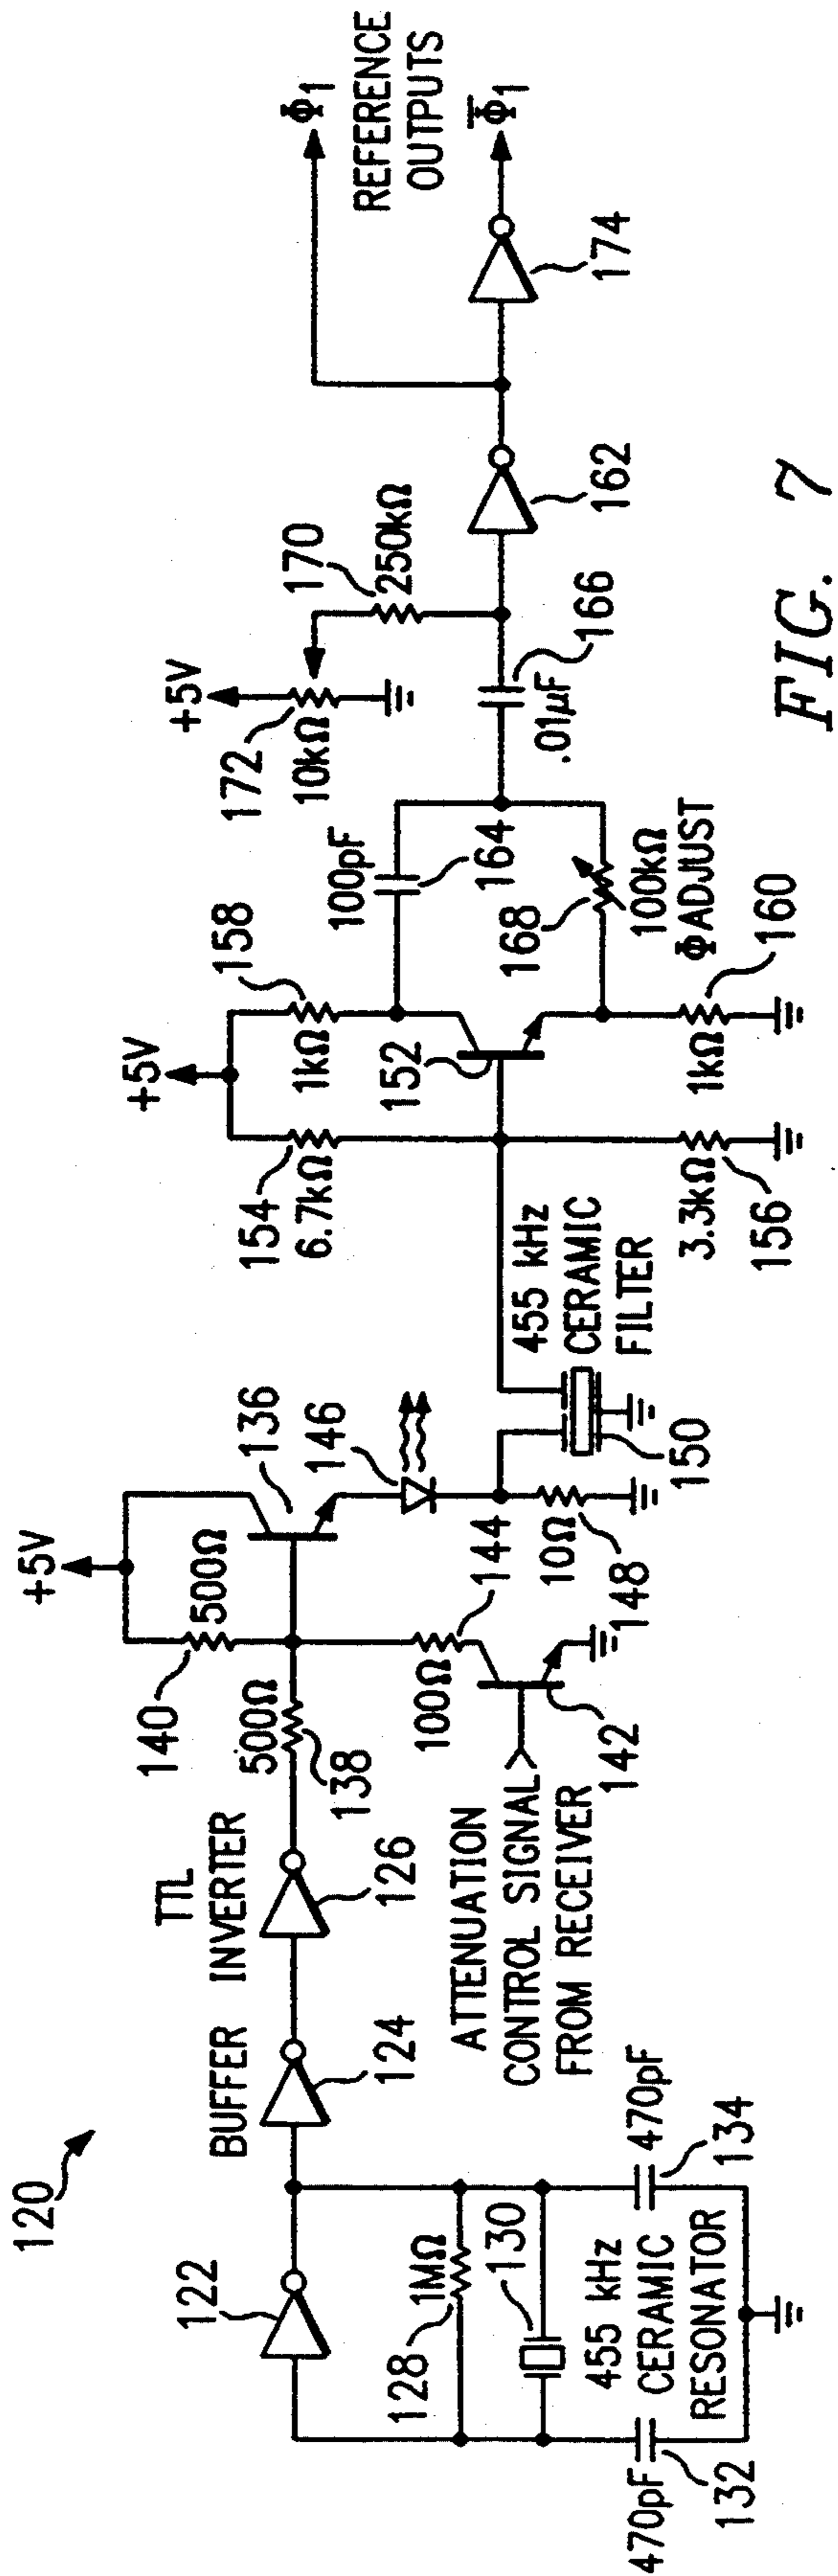 120
122
BUFFER
124
TTL
INVERTER
126
1MΩ
128
130
455 kHz
CERAMIC
RESONATOR
470pF
132
470pF
134
+5V
140
500Ω
500Ω
138
136
100Ω
144
142
ATTENUATION
CONTROL SIGNAL
FROM RECEIVER
146
10Ω
148
150
455 kHz
CERAMIC
FILTER
+5V
154
6.7kΩ
158
1kΩ
152
3.3kΩ
156
1kΩ
160
100pF
164
168
100kΩ
Φ ADJUST
+5V
172
10kΩ
170
250kΩ
.01µF
166
162
174
Φ1
REFERENCE
OUTPUTS
Φ̅1
FIG. 7